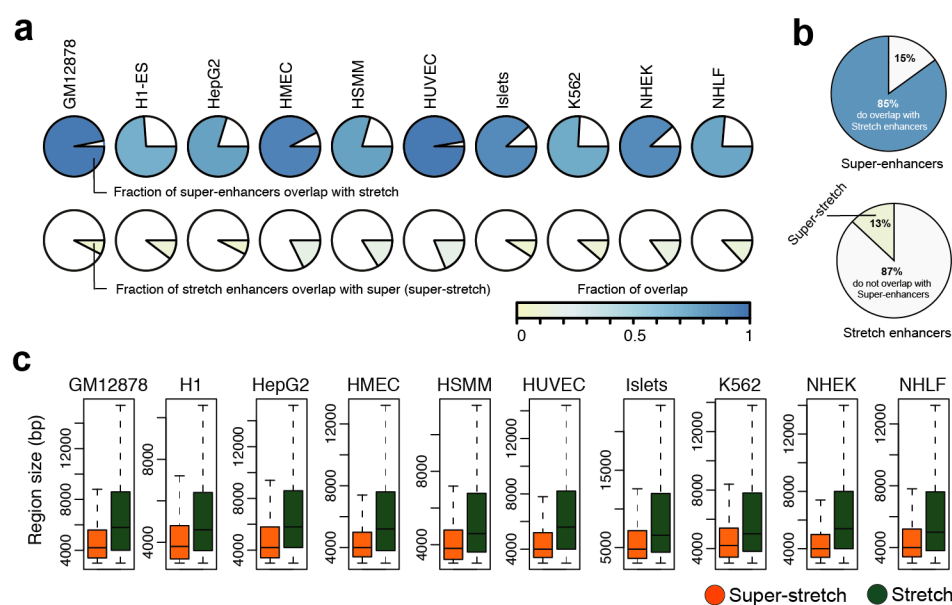 a
GM12878
H1-ES
HepG2
HMEC
HSMM
HUVEC
Islets
K562
NHEK
NHLF
Fraction of super-enhancers overlap with stretch
Fraction of stretch enhancers overlap with super (super-stretch)
Fraction of overlap
0
0.5
1
b
15%
85%
do overlap with
Stretch enhancers
Super-enhancers
Super-stretch
13%
87%
do not overlap with
Super-enhancers
Stretch enhancers
c
Region size (bp)
GM12878
4000
8000
12000
H1
4000
8000
HepG2
4000
8000
12000
HMEC
4000
8000
12000
HSMM
4000
8000
HUVEC
4000
8000
12000
Islets
5000
15000
K562
4000
8000
12000
NHEK
4000
8000
12000
NHLF
4000
8000
12000
Super-stretch
Stretch